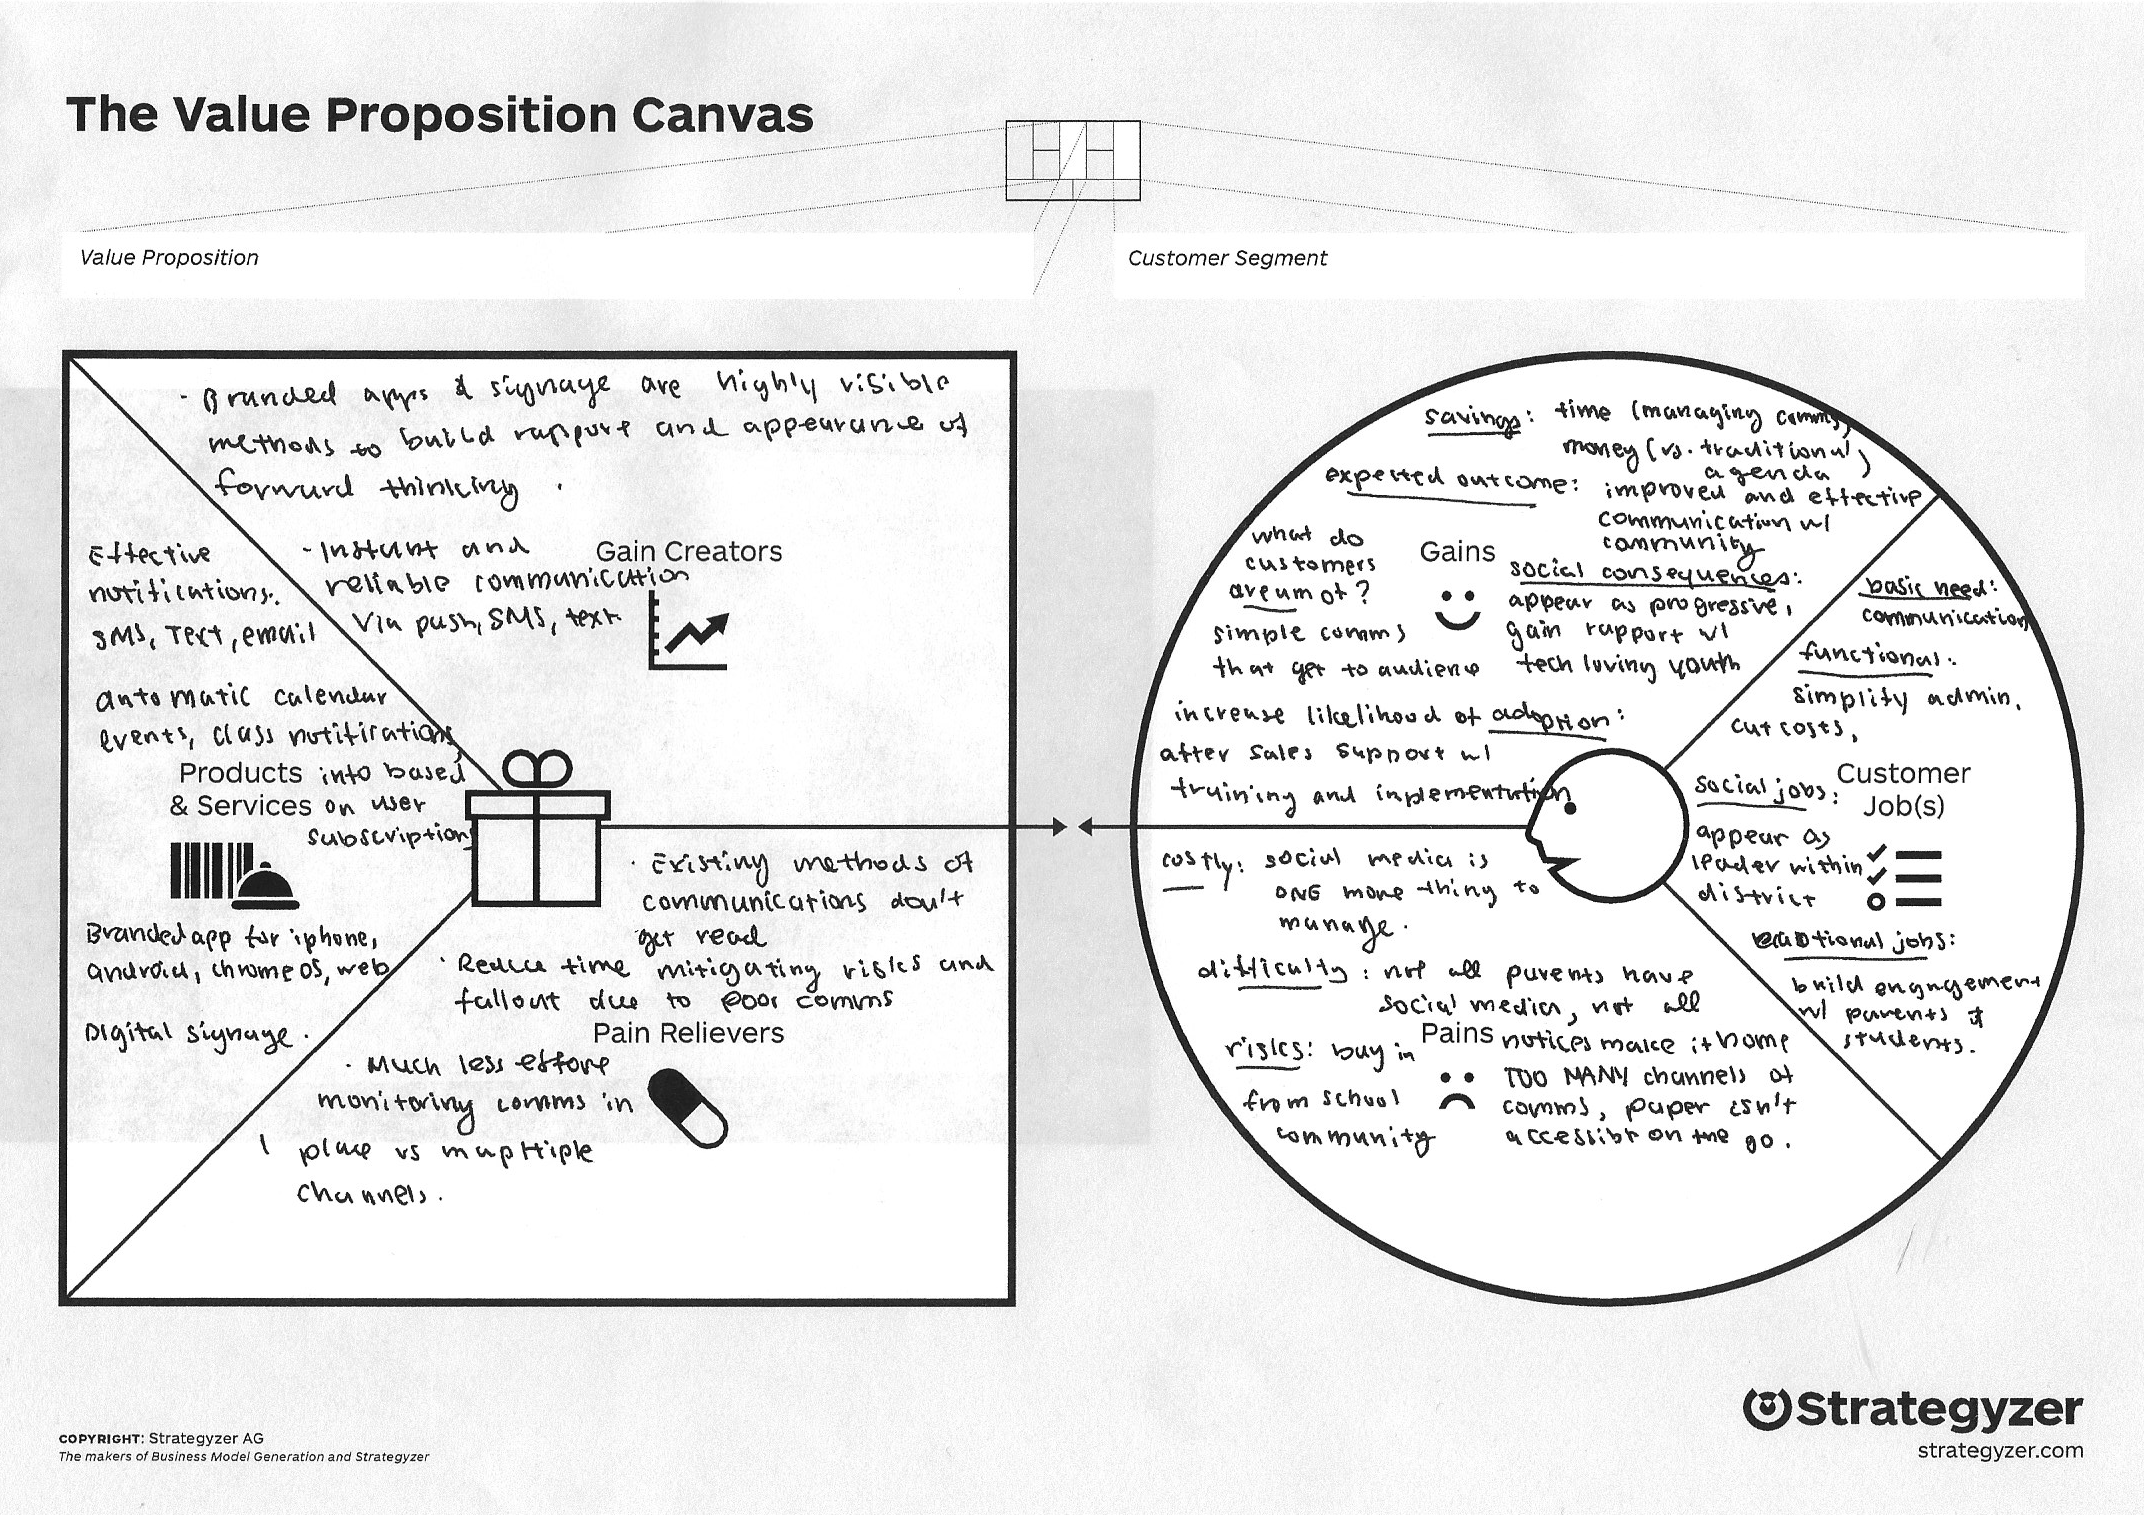 The Value Proposition Canvas
Value Proposition
Customer Segment
· Branded apps & signage are highly visible
methods to build rapport and appearance of
forward thinking.
· Instant and
reliable communication
via push, SMS, text
Gain Creators
Effective
notifications:
SMS, Text, email
automatic calendar
events, class notifications,
Products
& Services
into based
on user
subscriptions
Branded app for iphone,
android, chrome OS, web
Digital signage.
· Existing methods of
communications don't
get read
· Reduce time mitigating risks and
fallout due to poor comms
Pain Relievers
· Much less effort
monitoring comms in
1 place vs multiple
channels.
savings: time (managing comms)
money (vs. traditional)
agenda
expected outcome: improved and effective
communication w/
community
what do
customers
dream of?
simple comms
that get to audience
Gains
social consequences:
appear as progressive,
gain rapport w/
tech loving youth
increase likelihood of adoption:
after sales support w/
training and implementation
basic need:
communication
functional:
simplify admin,
cut costs,
social jobs:
appear as
leader within
district
Customer
Job(s)
emotional jobs:
build engagement
w/ parents &
students.
costly: social media is
ONE more thing to
manage.
difficulty: not all parents have
social media, not all
notices make it home
TOO MANY channels of
comms, paper isn't
accessible on the go.
Pains
risks: buy in
from school
community
COPYRIGHT: Strategyzer AG
The makers of Business Model Generation and Strategyzer
Strategyzer
strategyzer.com